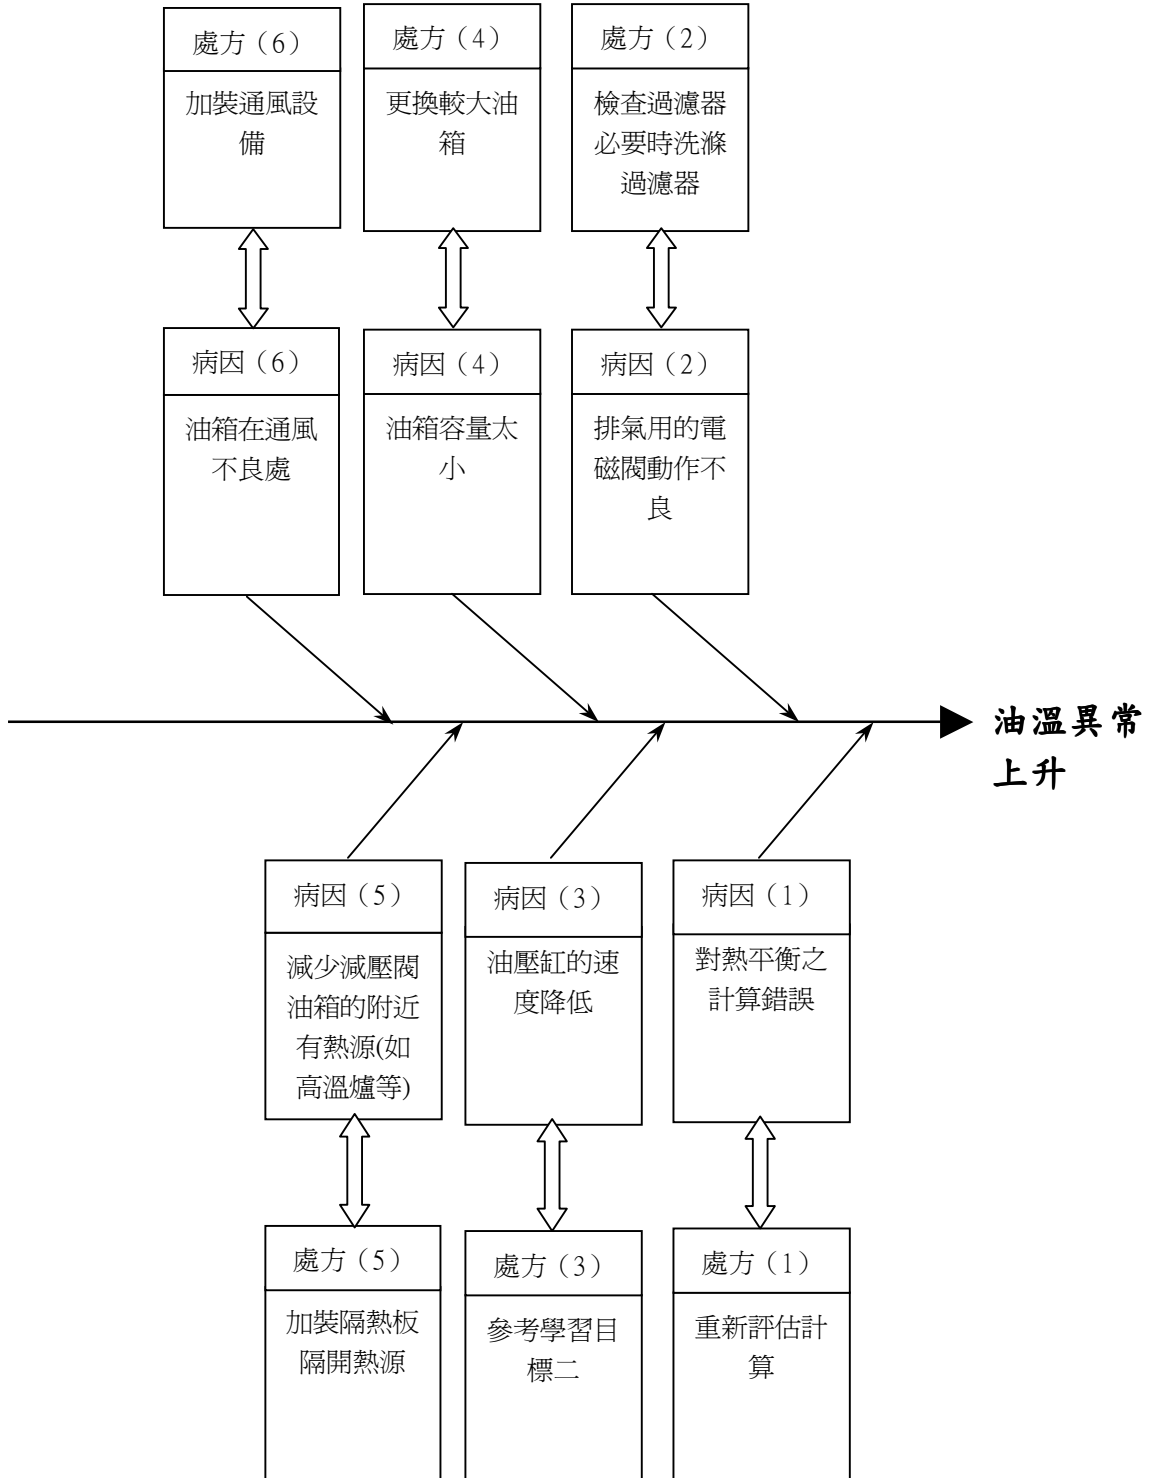 處方（6）
加裝通風設
備
處方（4）
更換較大油
箱
處方（2）
檢查過濾器
必要時洗滌
過濾器
病因（6）
油箱在通風
不良處
病因（4）
油箱容量太
小
病因（2）
排氣用的電
磁閥動作不
良
油溫異常
上升
病因（5）
減少減壓閥
油箱的附近
有熱源(如
高溫爐等)
病因（3）
油壓缸的速
度降低
病因（1）
對熱平衡之
計算錯誤
處方（5）
加裝隔熱板
隔開熱源
處方（3）
參考學習目
標二
處方（1）
重新評估計
算